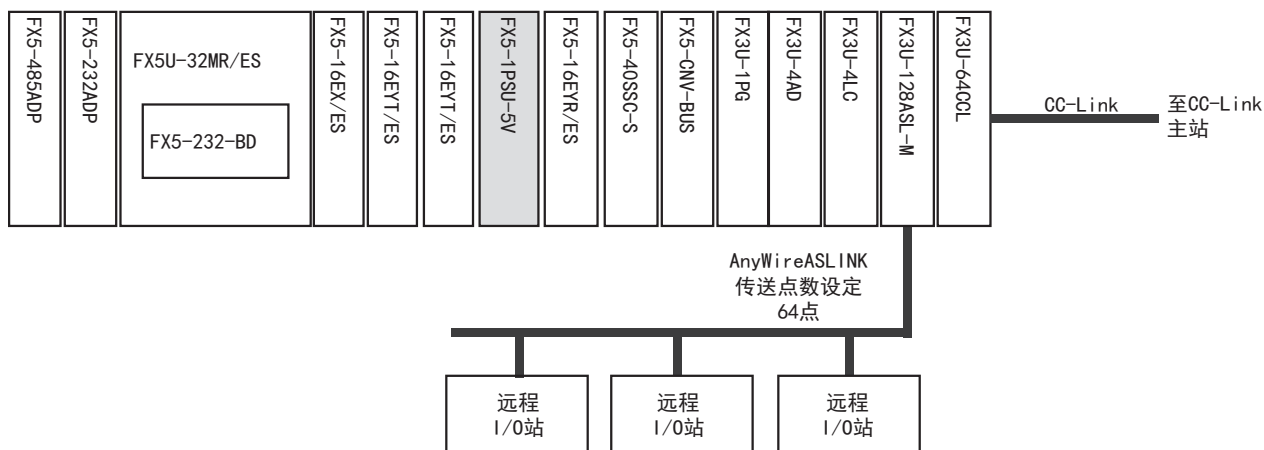 FX5-485ADP
FX5-232ADP
FX5U-32MR/ES
FX5-232-BD
FX5-16EX/ES
FX5-16EYT/ES
FX5-16EYT/ES
FX5-1PSU-5V
FX5-16EYR/ES
FX5-40SSC-S
FX5-CNV-BUS
FX3U-1PG
FX3U-4AD
FX3U-4LC
FX3U-128ASL-M
FX3U-64CCL
CC-Link
至CC-Link
主站
AnyWireASLINK
传送点数设定
64点
远程
I/O站
远程
I/O站
远程
I/O站